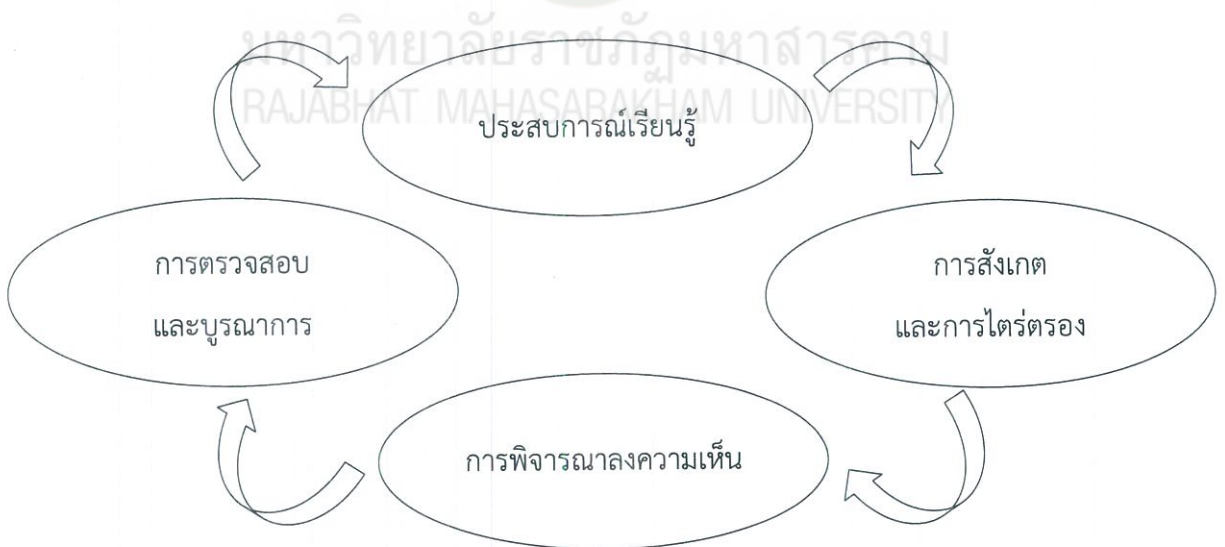 มหาวิทยาลัยราชภัฏมหาสารคาม
RAJABHAT MAHASARAKHAM UNIVERSITY
ประสบการณ์เรียนรู้
การตรวจสอบ
และบูรณาการ
การสังเกต
และการไตร่ตรอง
การพิจารณาลงความเห็น